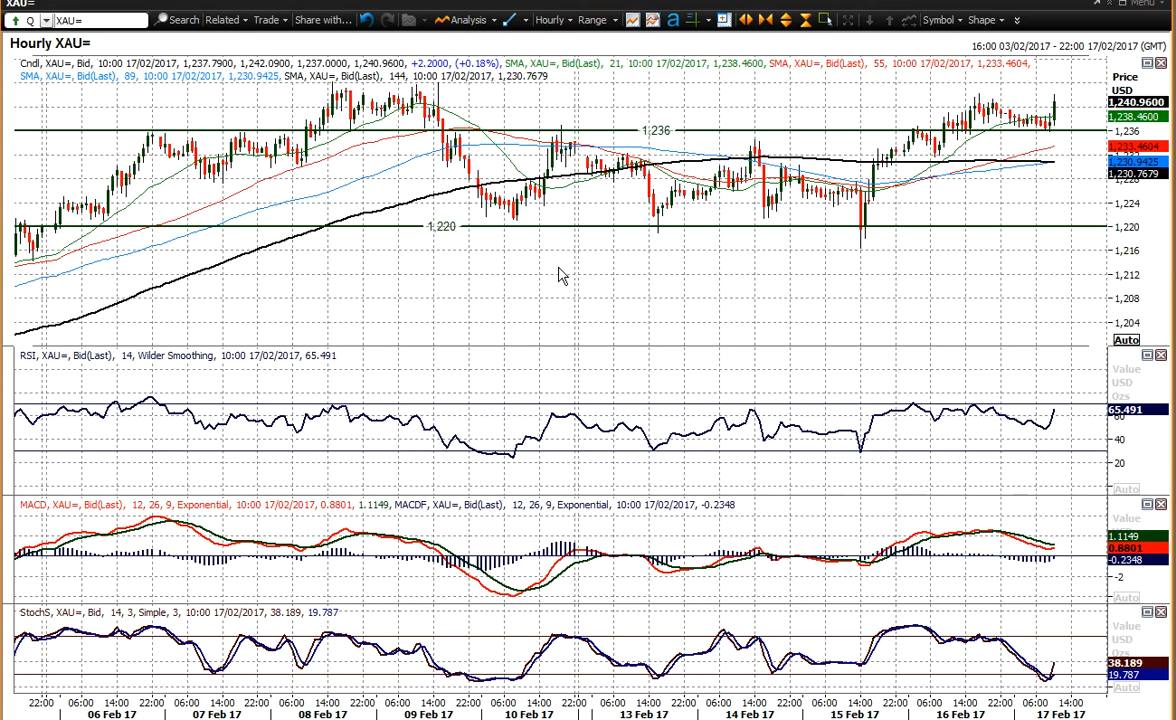 XAU=
Menu
Q XAU= Search Related Trade Share with... Analysis Hourly Range a Symbol Shape
Hourly XAU=
16:00 03/02/2017 - 22:00 17/02/2017 (GMT)
Cndl, XAU=, Bid, 10:00 17/02/2017, 1,237.7900, 1,242.0900, 1,237.0000, 1,240.9600, +2.2000, (+0.18%), SMA, XAU=, Bid(Last), 21, 10:00 17/02/2017, 1,238.4600, SMA, XAU=, Bid(Last), 55, 10:00 17/02/2017, 1,233.4604,
SMA, XAU=, Bid(Last), 89, 10:00 17/02/2017, 1,230.9425, SMA, XAU=, Bid(Last), 144, 10:00 17/02/2017, 1,230.7679
Price
USD
1,240.9600
1,238.4600
1,236
1,236
1,233.4604
1,230.9425
1,230.7679
1,228
1,224
1,220
1,220
1,216
1,212
1,208
1,204
Auto
RSI, XAU=, Bid(Last), 14, Wilder Smoothing, 10:00 17/02/2017, 65.491
Value
USD
Ozs
65.491
60
40
20
Auto
MACD, XAU=, Bid(Last), 12, 26, 9, Exponential, 10:00 17/02/2017, 0.8801, 1.1149, MACDF, XAU=, Bid(Last), 12, 26, 9, Exponential, 10:00 17/02/2017, -0.2348
Value
USD
1.1149
0.8801
-0.2348
-2
Auto
StochS, XAU=, Bid, 14, 3, Simple, 3, 10:00 17/02/2017, 38.189, 19.787
Value
USD
Ozs
38.189
19.787
Auto
22:00 06:00 14:00 22:00 06:00 14:00 22:00 06:00 14:00 22:00 06:00 14:00 22:00 06:00 14:00 22:00 06:00 14:00 22:00 06:00 14:00 22:00 06:00 14:00 22:00 06:00 14:00 22:00 06:00 14:00
06 Feb 17 07 Feb 17 08 Feb 17 09 Feb 17 10 Feb 17 13 Feb 17 14 Feb 17 15 Feb 17 16 Feb 17 17 Feb 17